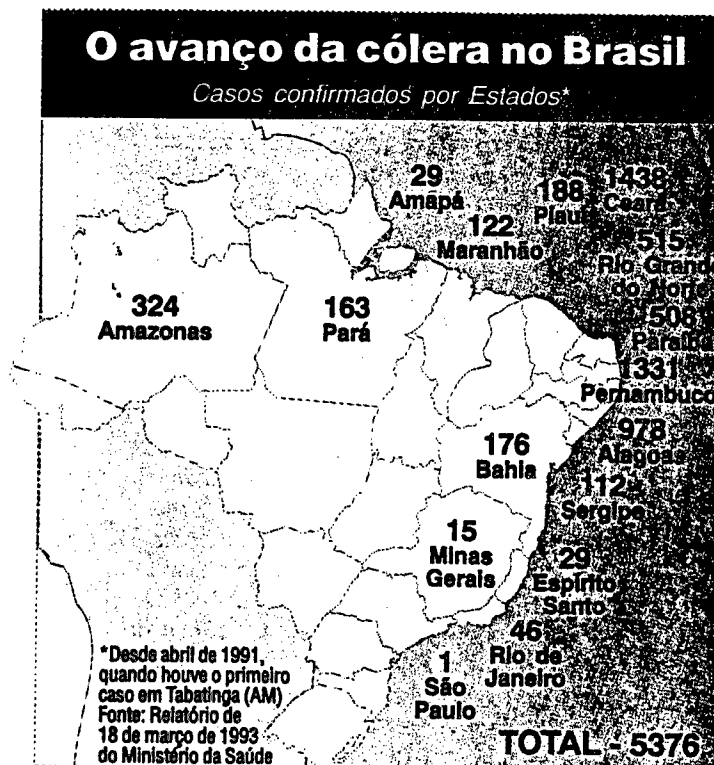 O avanço da cólera no Brasil
Casos confirmados por Estados*
29
Amapá
122
Maranhão
188
Piauí
1438
Ceará
515
Rio Grande
do Norte
508
Paraíba
1331
Pernambuco
978
Alagoas
112
Sergipe
324
Amazonas
163
Pará
176
Bahia
15
Minas
Gerais
29
Espírito
Santo
46
Rio de
Janeiro
1
São
Paulo
*Desde abril de 1991,
quando houve o primeiro
caso em Tabatinga (AM)
Fonte: Relatório de
18 de março de 1993
do Ministério da Saúde
TOTAL - 5376